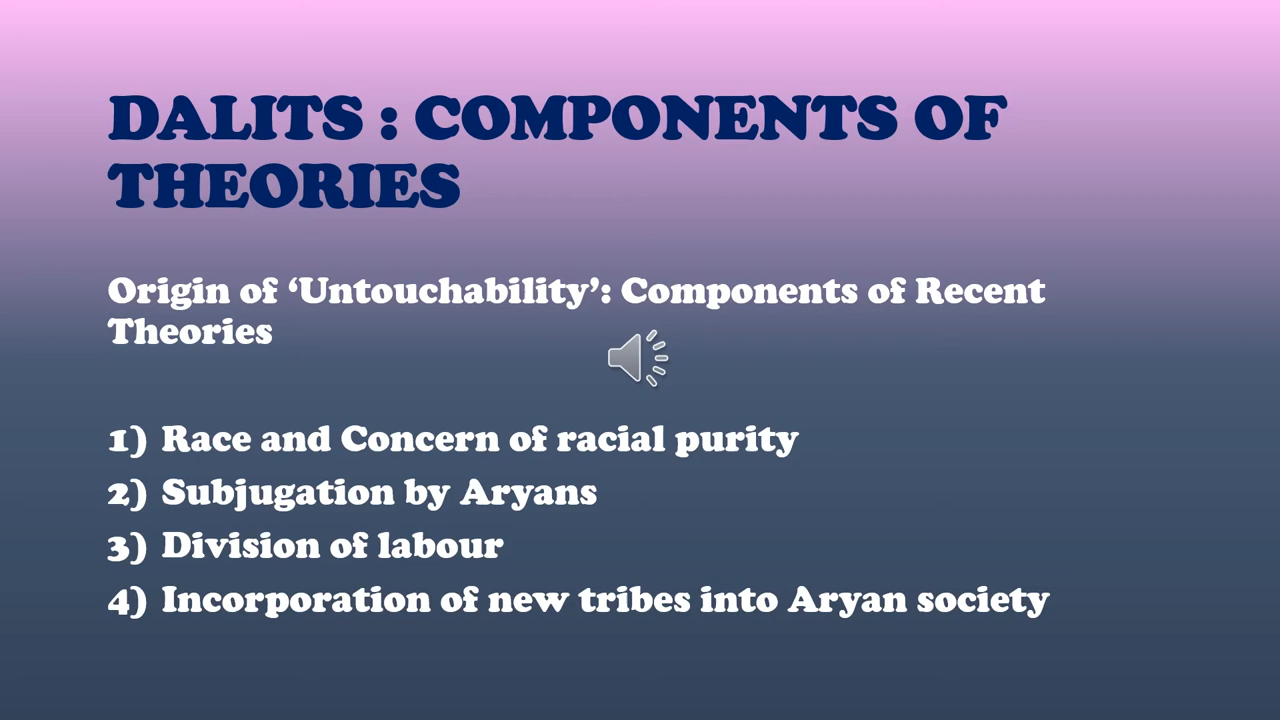 DALITS : COMPONENTS OF
THEORIES
Origin of ‘Untouchability’: Components of Recent
Theories
1) Race and Concern of racial purity
2) Subjugation by Aryans
3) Division of labour
4) Incorporation of new tribes into Aryan society